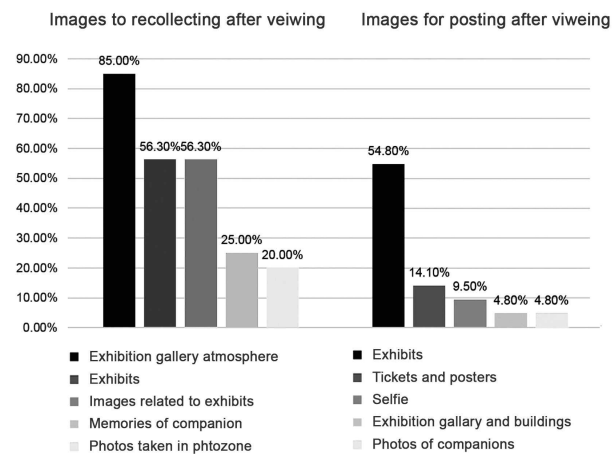 Images to recollecting after veiwing
Images for posting after viweing
90.00%
80.00%
70.00%
60.00%
50.00%
40.00%
30.00%
20.00%
10.00%
0.00%
85.00%
56.30%
56.30%
25.00%
20.00%
54.80%
14.10%
9.50%
4.80%
4.80%
Exhibition gallery atmosphere
Exhibits
Images related to exhibits
Memories of companion
Photos taken in phtozone
Exhibits
Tickets and posters
Selfie
Exhibition gallary and buildings
Photos of companions